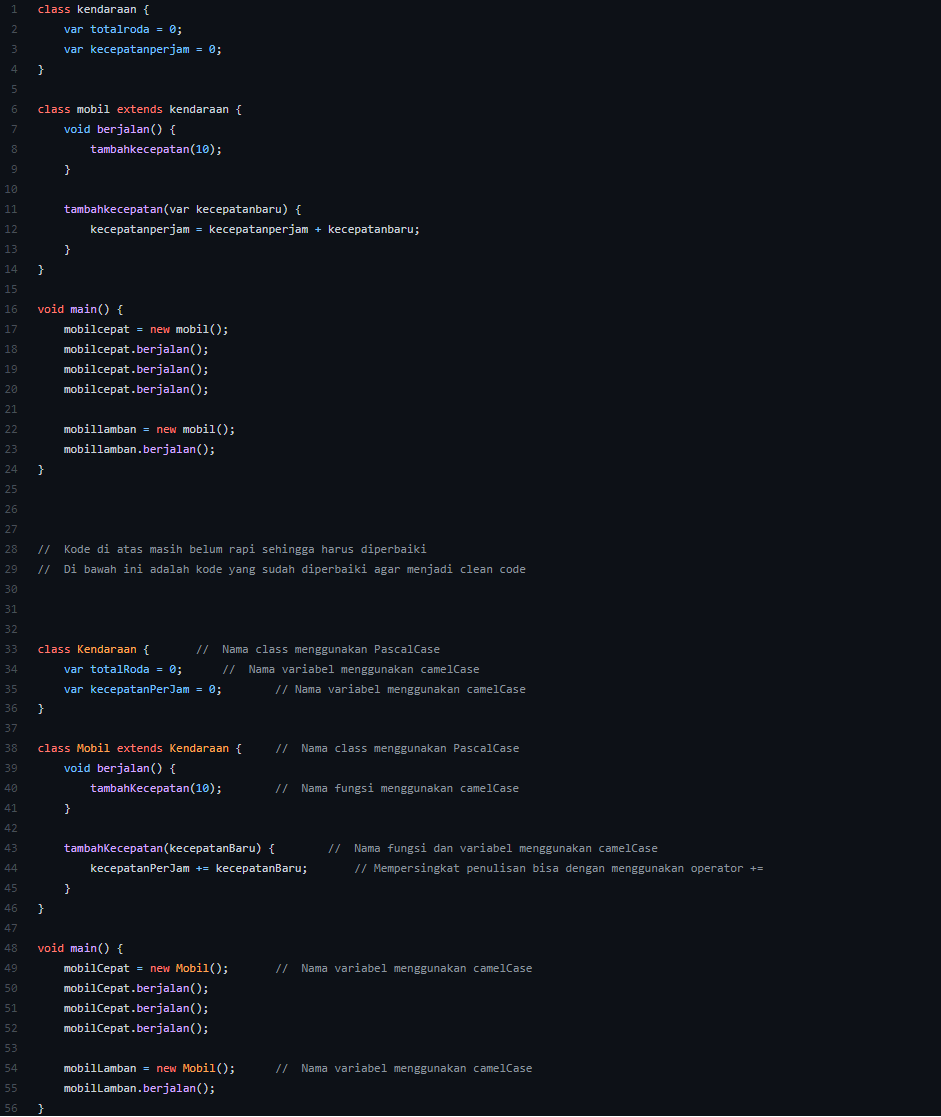 1 class kendaraan {
2     var totalroda = 0;
3     var kecepatanperjam = 0;
4 }
5
6 class mobil extends kendaraan {
7     void berjalan() {
8         tambahkecepatan(10);
9     }
10
11     tambahkecepatan(var kecepatanbaru) {
12         kecepatanperjam = kecepatanperjam + kecepatanbaru;
13     }
14 }
15
16 void main() {
17     mobilcepat = new mobil();
18     mobilcepat.berjalan();
19     mobilcepat.berjalan();
20     mobilcepat.berjalan();
21
22     mobillamban = new mobil();
23     mobillamban.berjalan();
24 }
25
26
27
28 //  Kode di atas masih belum rapi sehingga harus diperbaiki
29 //  Di bawah ini adalah kode yang sudah diperbaiki agar menjadi clean code
30
31
32
33 class Kendaraan {       //  Nama class menggunakan PascalCase
34     var totalRoda = 0;      //  Nama variabel menggunakan camelCase
35     var kecepatanPerJam = 0;        // Nama variabel menggunakan camelCase
36 }
37
38 class Mobil extends Kendaraan {     //  Nama class menggunakan PascalCase
39     void berjalan() {
40         tambahKecepatan(10);        //  Nama fungsi menggunakan camelCase
41     }
42
43     tambahKecepatan(kecepatanBaru) {        //  Nama fungsi dan variabel menggunakan camelCase
44         kecepatanPerJam += kecepatanBaru;       // Mempersingkat penulisan bisa dengan menggunakan operator +=
45     }
46 }
47
48 void main() {
49     mobilCepat = new Mobil();       //  Nama variabel menggunakan camelCase
50     mobilCepat.berjalan();
51     mobilCepat.berjalan();
52     mobilCepat.berjalan();
53
54     mobilLamban = new Mobil();      //  Nama variabel menggunakan camelCase
55     mobilLamban.berjalan();
56 }